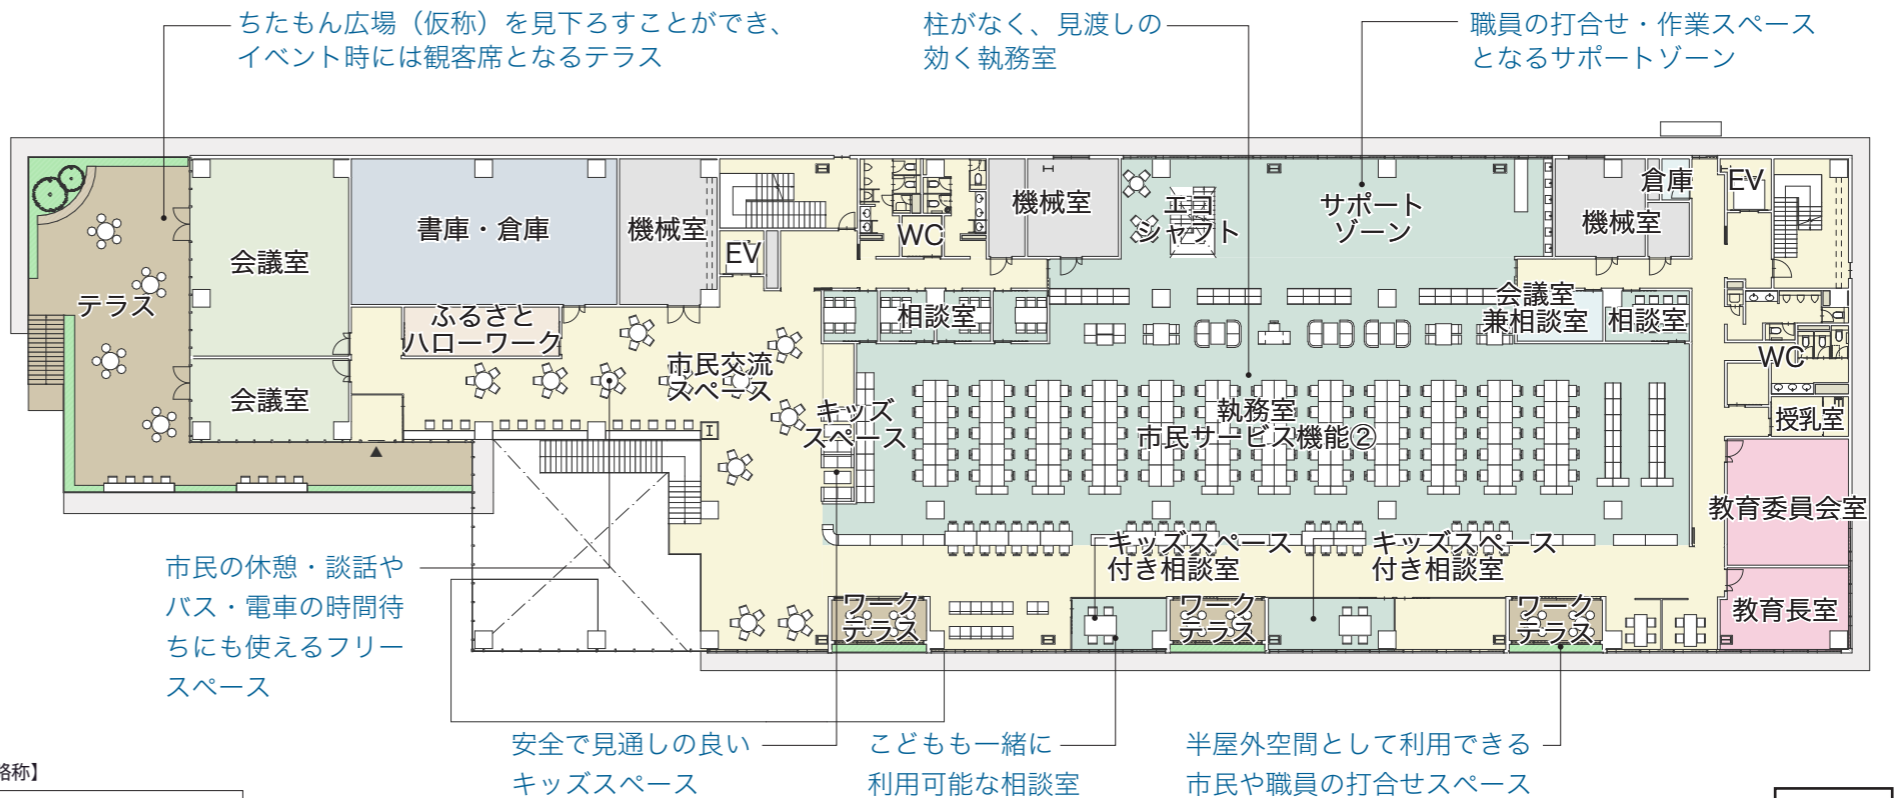 ちたもん広場（仮称）を見下ろすことができ、
イベント時には観客席となるテラス
柱がなく、見渡しの
効く執務室
職員の打合せ・作業スペース
となるサポートゾーン
テラス
会議室
会議室
書庫・倉庫
機械室
ふるさと
ハローワーク
EV
WC
市民交流
スペース
相談室
機械室
エコ
シャフト
サポート
ゾーン
機械室
倉庫
EV
会議室
兼相談室
相談室
WC
授乳室
キッズ
スペース
執務室
市民サービス機能②
教育委員会室
教育長室
キッズスペース
付き相談室
キッズスペース
付き相談室
ワーク
テラス
ワーク
テラス
ワーク
テラス
市民の休憩・談話や
バス・電車の時間待
ちにも使えるフリー
スペース
安全で見通しの良い
キッズスペース
こどもも一緒に
利用可能な相談室
半屋外空間として利用できる
市民や職員の打合せスペース
略称】